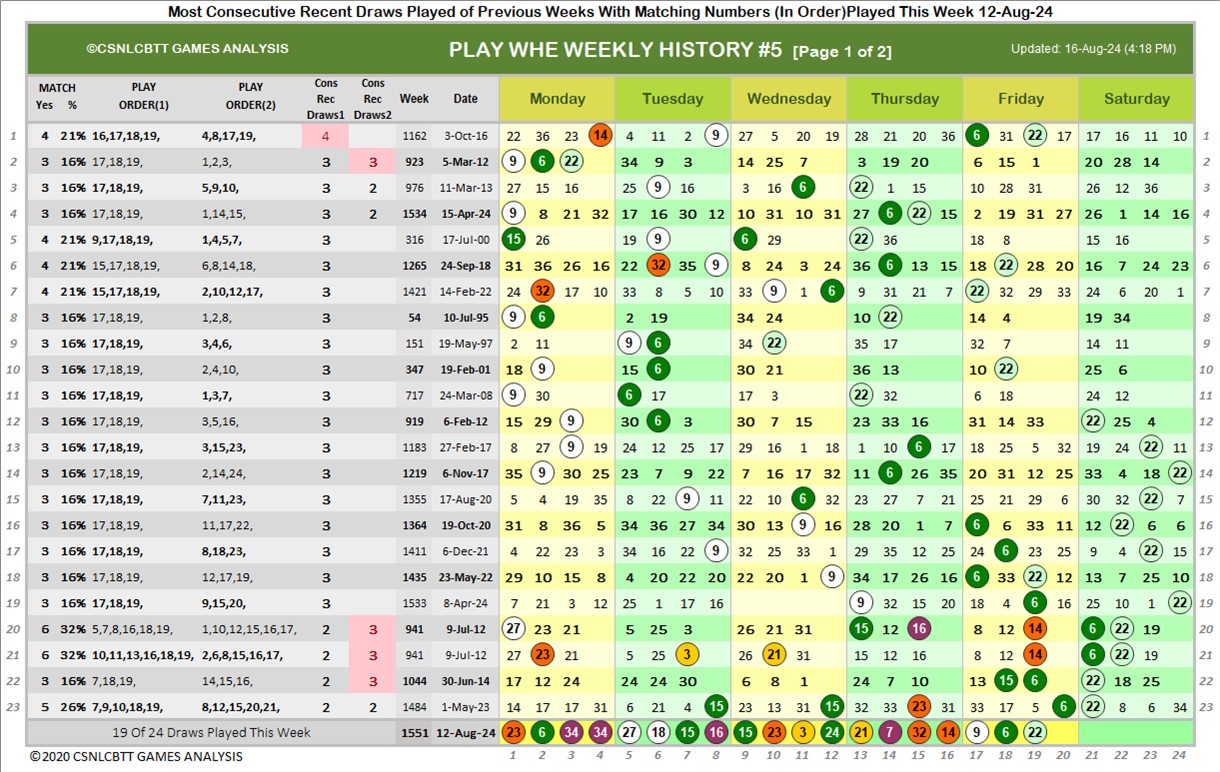 Most Consecutive Recent Draws Played of Previous Weeks With Matching Numbers (In Order)Played This Week 12-Aug-24
©CSNLCBTT GAMES ANALYSIS PLAY WHE WEEKLY HISTORY #5 [Page 1 of 2] Updated: 16-Aug-24 (4:18 PM)
MATCH Yes % PLAY ORDER(1) PLAY ORDER(2) Cons Rec Draws1 Cons Rec Draws2 Week Date Monday Tuesday Wednesday Thursday Friday Saturday
1 4 21% 16,17,18,19, 4,8,17,19, 4 1162 3-Oct-16 22 36 23 14 4 11 2 9 27 5 20 19 28 21 20 36 6 31 22 17 17 16 11 10 1
2 3 16% 17,18,19, 1,2,3, 3 3 923 5-Mar-12 9 6 22 34 9 3 14 25 7 3 19 20 6 15 1 20 28 14 2
3 3 16% 17,18,19, 5,9,10, 3 2 976 11-Mar-13 27 15 16 25 9 16 3 16 6 22 1 15 10 28 31 26 12 36 3
4 3 16% 17,18,19, 1,14,15, 3 2 1534 15-Apr-24 9 8 21 32 17 16 30 12 10 31 10 31 27 6 22 15 2 19 31 27 26 1 14 16 4
5 4 21% 9,17,18,19, 1,4,5,7, 3 316 17-Jul-00 15 26 19 9 6 29 22 36 18 8 15 16 5
6 4 21% 15,17,18,19, 6,8,14,18, 3 1265 24-Sep-18 31 36 26 16 22 32 35 9 8 24 3 24 36 6 13 15 18 22 28 20 16 7 24 23 6
7 4 21% 15,17,18,19, 2,10,12,17, 3 1421 14-Feb-22 24 32 17 10 33 8 5 10 33 9 1 6 9 31 21 7 22 32 29 33 24 6 20 1 7
8 3 16% 17,18,19, 1,2,8, 3 54 10-Jul-95 9 6 2 19 34 24 10 22 14 4 19 34 8
9 3 16% 17,18,19, 3,4,6, 3 151 19-May-97 2 11 9 6 34 22 35 17 32 7 14 11 9
10 3 16% 17,18,19, 2,4,10, 3 347 19-Feb-01 18 9 15 6 30 21 36 13 10 22 25 6 10
11 3 16% 17,18,19, 1,3,7, 3 717 24-Mar-08 9 30 6 17 17 3 22 32 6 18 24 12 11
12 3 16% 17,18,19, 3,5,16, 3 919 6-Feb-12 15 29 9 30 6 3 30 7 15 23 33 16 31 14 33 22 25 4 12
13 3 16% 17,18,19, 3,15,23, 3 1183 27-Feb-17 8 27 9 19 24 12 25 17 29 16 1 18 1 10 6 17 18 25 5 32 19 24 22 11 13
14 3 16% 17,18,19, 2,14,24, 3 1219 6-Nov-17 35 9 30 25 23 7 9 22 7 16 17 32 11 6 26 35 20 31 12 25 33 4 18 22 14
15 3 16% 17,18,19, 7,11,23, 3 1355 17-Aug-20 5 4 19 35 8 22 9 11 22 10 6 32 23 27 7 21 25 21 29 6 30 32 22 7 15
16 3 16% 17,18,19, 11,17,22, 3 1364 19-Oct-20 31 8 36 5 34 36 27 34 30 13 9 16 28 20 1 7 6 6 33 11 12 22 6 6 16
17 3 16% 17,18,19, 8,18,23, 3 1411 6-Dec-21 4 22 23 3 34 16 22 9 32 25 33 1 29 35 12 25 24 6 23 25 9 4 22 15 17
18 3 16% 17,18,19, 12,17,19, 3 1435 23-May-22 29 10 15 8 4 20 22 20 22 20 1 9 34 17 26 16 6 33 22 12 13 7 25 10 18
19 3 16% 17,18,19, 9,15,20, 3 1533 8-Apr-24 7 21 3 12 25 1 17 16 9 32 15 20 18 4 6 16 25 10 1 22 19
20 6 32% 5,7,8,16,18,19, 1,10,12,15,16,17, 3 941 9-Jul-12 27 23 21 5 25 3 26 21 31 15 12 16 8 12 14 6 22 19 20
21 6 32% 10,11,13,16,18,19, 2,6,8,15,16,17, 3 941 9-Jul-12 27 23 21 5 25 3 26 21 31 15 12 16 8 12 14 6 22 19 21
22 3 16% 7,18,19, 14,15,16, 2 3 1044 30-Jun-14 17 12 24 24 24 30 6 8 1 24 7 10 13 15 6 22 18 25 22
23 5 26% 7,9,10,18,19, 8,12,15,20,21, 2 2 1484 1-May-23 14 17 17 31 6 21 4 15 23 13 31 15 32 33 23 31 33 17 5 6 22 8 6 34 23
19 Of 24 Draws Played This Week 1551 12-Aug-24 23 6 34 34 27 18 15 16 15 23 3 24 21 7 32 14 9 6 22
©2020 CSNLCBTT GAMES ANALYSIS 1 2 3 4 5 6 7 8 9 10 11 12 13 14 15 16 17 18 19 20 21 22 23 24